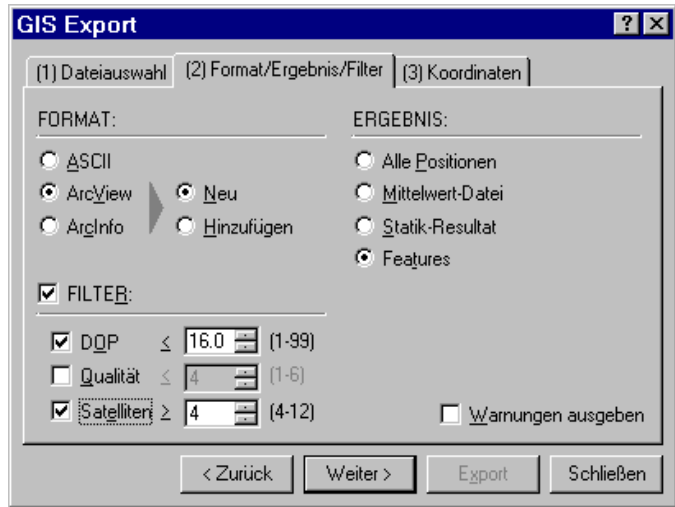 GIS Export
(1) Dateiauswahl (2) Format/Ergebnis/Filter (3) Koordinaten
FORMAT:
ASCII
ArcView
ArcInfo
Neu
Hinzufügen
ERGEBNIS:
Alle Positionen
Mittelwert-Datei
Statik-Resultat
Features
FILTER:
DOP ≤ 16.0 (1-99)
Qualität ≤ 4 (1-6)
Satelliten ≥ 4 (4-12)
Warnungen ausgeben
< Zurück Weiter > Export Schließen